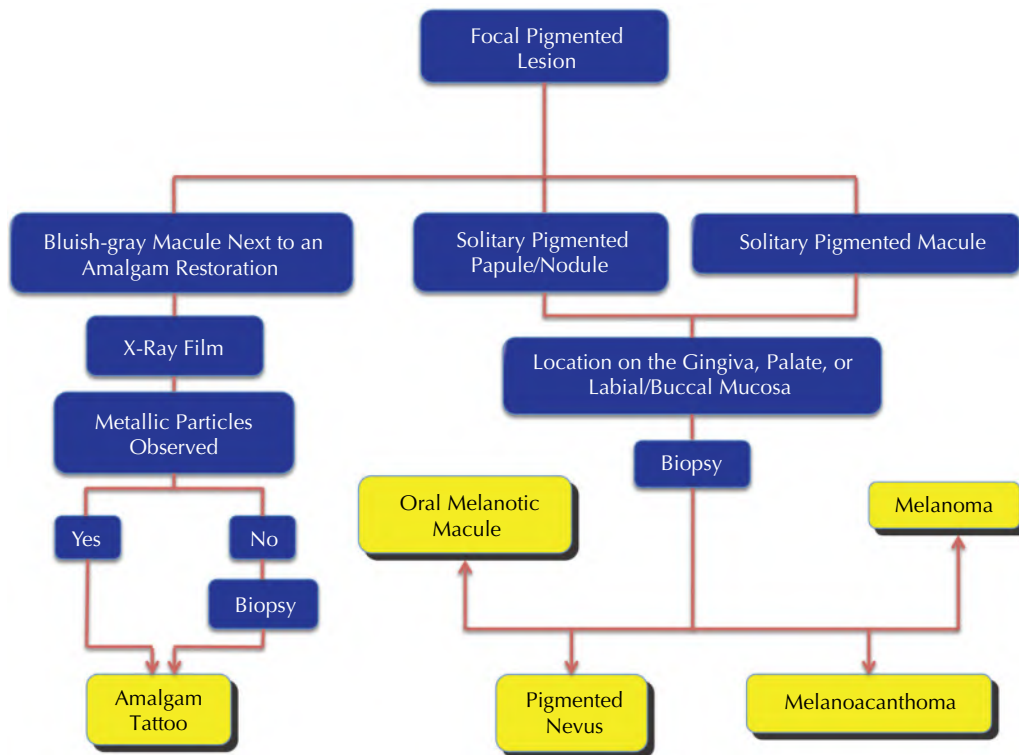 Focal Pigmented
Lesion
Bluish-gray Macule Next to an
Amalgam Restoration
Solitary Pigmented
Papule/Nodule
Solitary Pigmented Macule
X-Ray Film
Location on the Gingiva, Palate, or
Labial/Buccal Mucosa
Metallic Particles
Observed
Biopsy
Oral Melanotic
Macule
Melanoma
Yes
No
Biopsy
Amalgam
Tattoo
Pigmented
Nevus
Melanoacanthoma